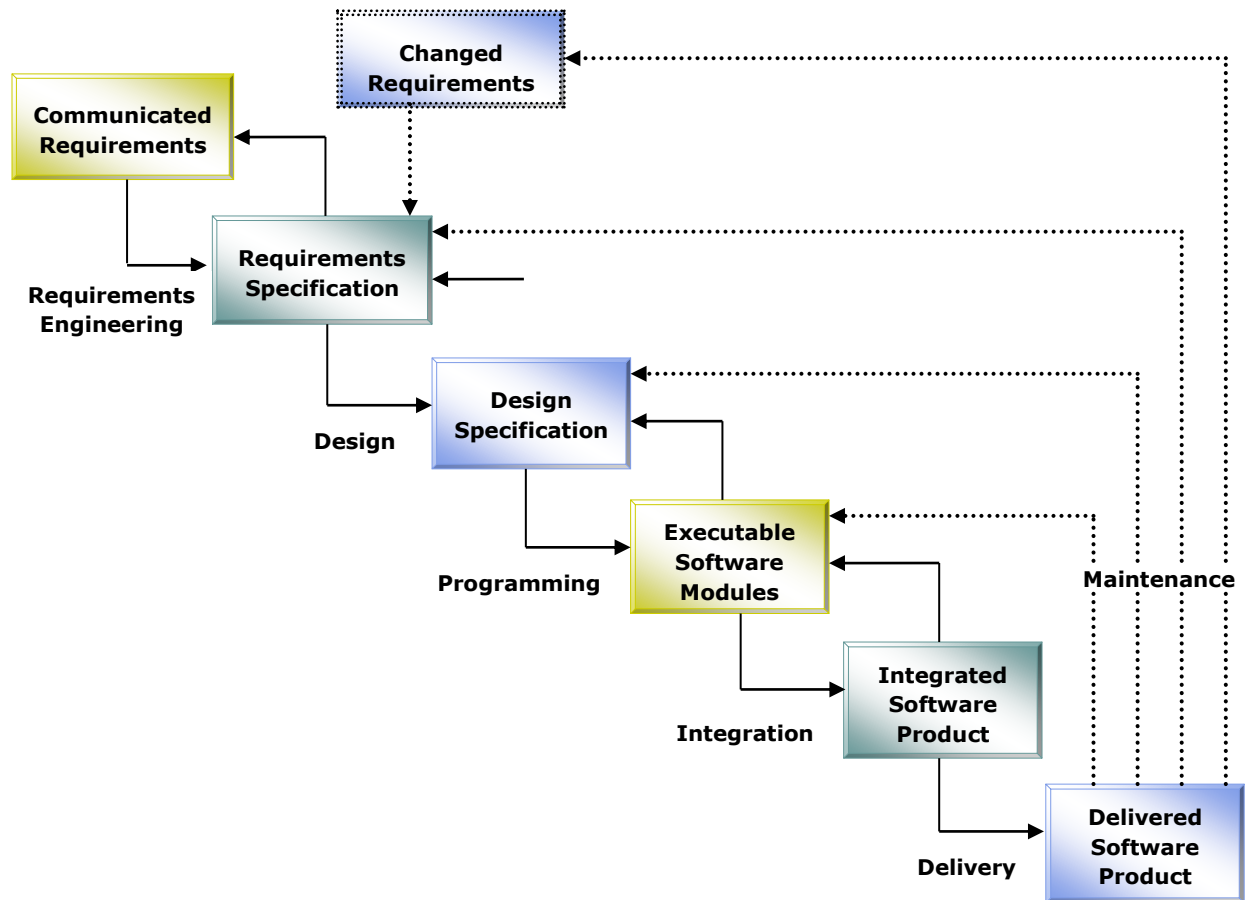 Changed
Requirements
Communicated
Requirements
Requirements
Specification
Requirements
Engineering
Design
Specification
Design
Executable
Software
Modules
Programming
Maintenance
Integrated
Software
Product
Integration
Delivered
Software
Product
Delivery